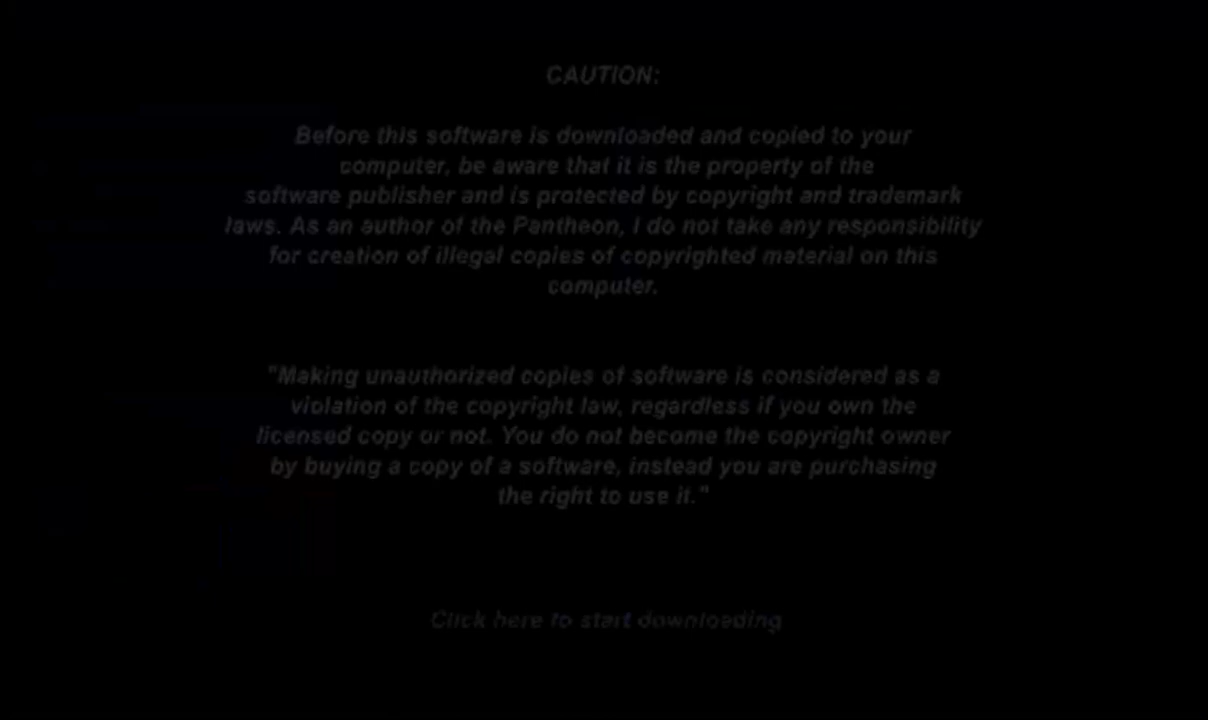 CAUTION:
Before this software is downloaded and copied to your
computer, be aware that it is the property of the
software publisher and is protected by copyright and trademark
laws. As an author of the Pantheon, I do not take any responsibility
for creation of illegal copies of copyrighted material on this
computer.
"Making unauthorized copies of software is considered as a
violation of the copyright law, regardless if you own the
licensed copy or not. You do not become the copyright owner
by buying a copy of a software, instead you are purchasing
the right to use it."
Click here to start downloading